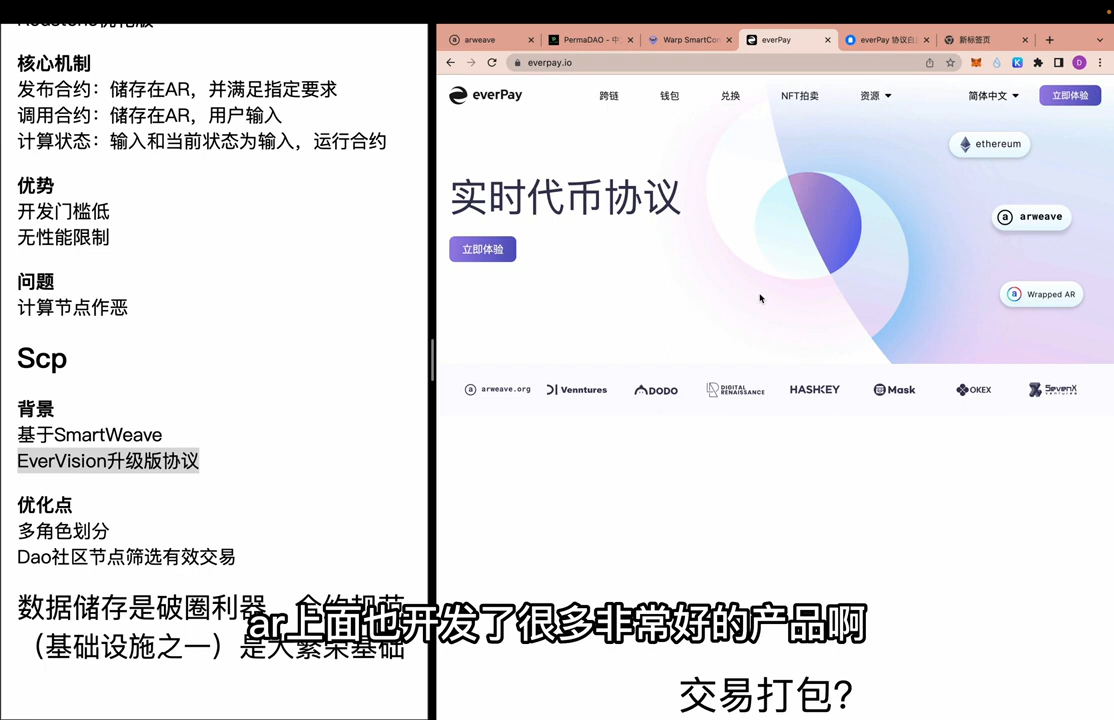 核心机制
发布合约：储存在AR，并满足指定要求
调用合约：储存在AR，用户输入
计算状态：输入和当前状态为输入，运行合约
优势
开发门槛低
无性能限制
问题
计算节点作恶
Scp
背景
基于SmartWeave
EverVision升级版协议
优化点
多角色划分
Dao社区节点筛选有效交易
数据储存是破圈利器
（基础设施之一）是大繁荣基础
arweave
PermaDAO - 中
Warp SmartCon
everPay
everPay 协议白
新标签页
everpay.io
D
everPay
跨链
钱包
兑换
NFT拍卖
资源
简体中文
立即体验
实时代币协议
立即体验
ethereum
arweave
Wrapped AR
arweave.org
Venntures
DODO
DIGITAL RENAISSANCE
HASHKEY
Mask
OKEX
SevenX VENTURES
ar上面也开发了很多非常好的产品啊
交易打包?